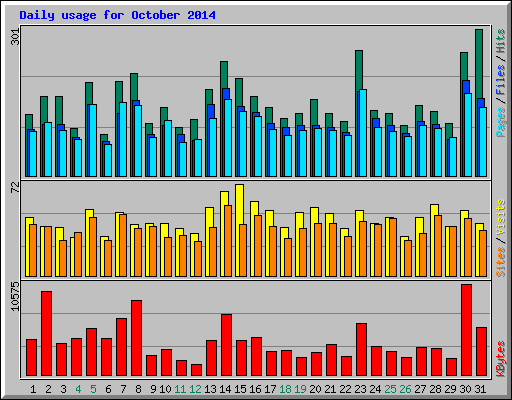 Daily usage for October 2014
301
72
10575
Pages / Files / Hits
Sites / Visits
KBytes
1 2 3 4 5 6 7 8 9 10 11 12 13 14 15 16 17 18 19 20 21 22 23 24 25 26 27 28 29 30 31